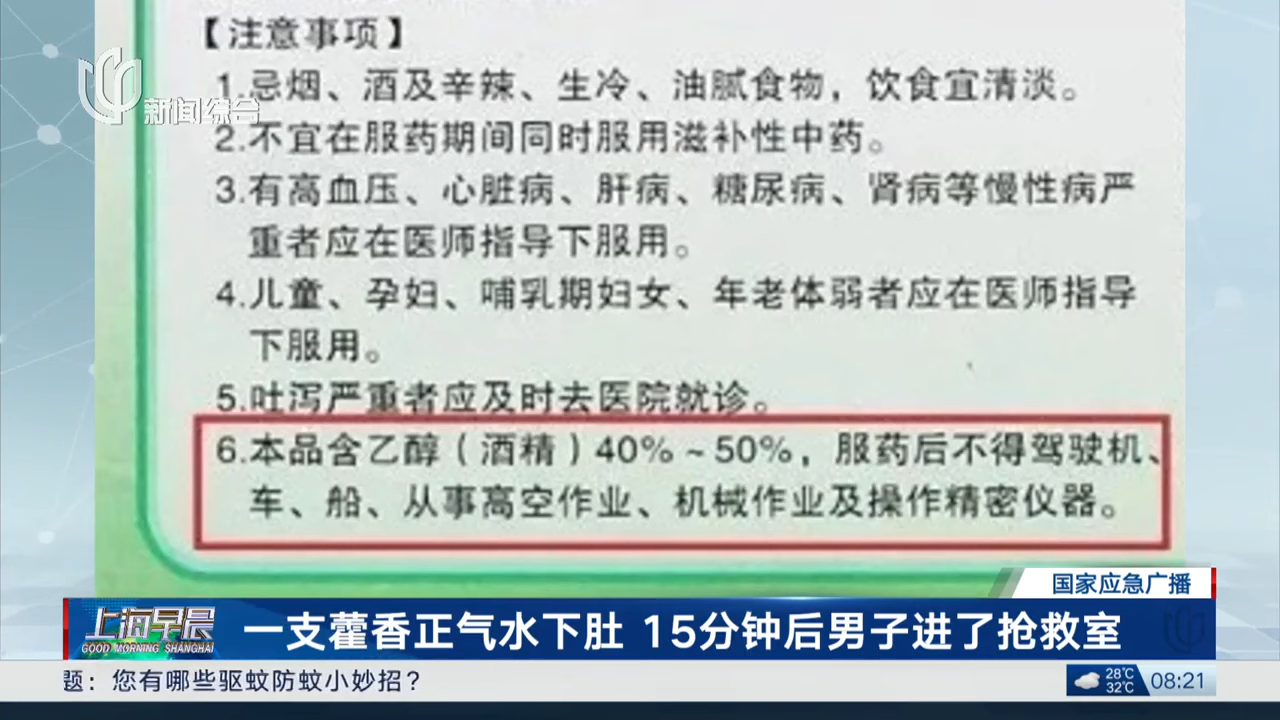 【注意事项】
1.忌烟、酒及辛辣、生冷、油腻食物，饮食宜清淡。
新闻综合
2.不宜在服药期间同时服用滋补性中药。
3.有高血压、心脏病、肝病、糖尿病、肾病等慢性病严
重者应在医师指导下服用。
4.儿童、孕妇、哺乳期妇女、年老体弱者应在医师指导
下服用。
5.吐泻严重者应及时去医院就诊。
6.本品含乙醇（酒精）40%~50%，服药后不得驾驶机、
车、船、从事高空作业、机械作业及操作精密仪器。
国家应急广播
上海早晨
GOOD MORNING SHANGHAI
一支藿香正气水下肚 15分钟后男子进了抢救室
题：您有哪些驱蚊防蚊小妙招？
28℃
32℃
08:21